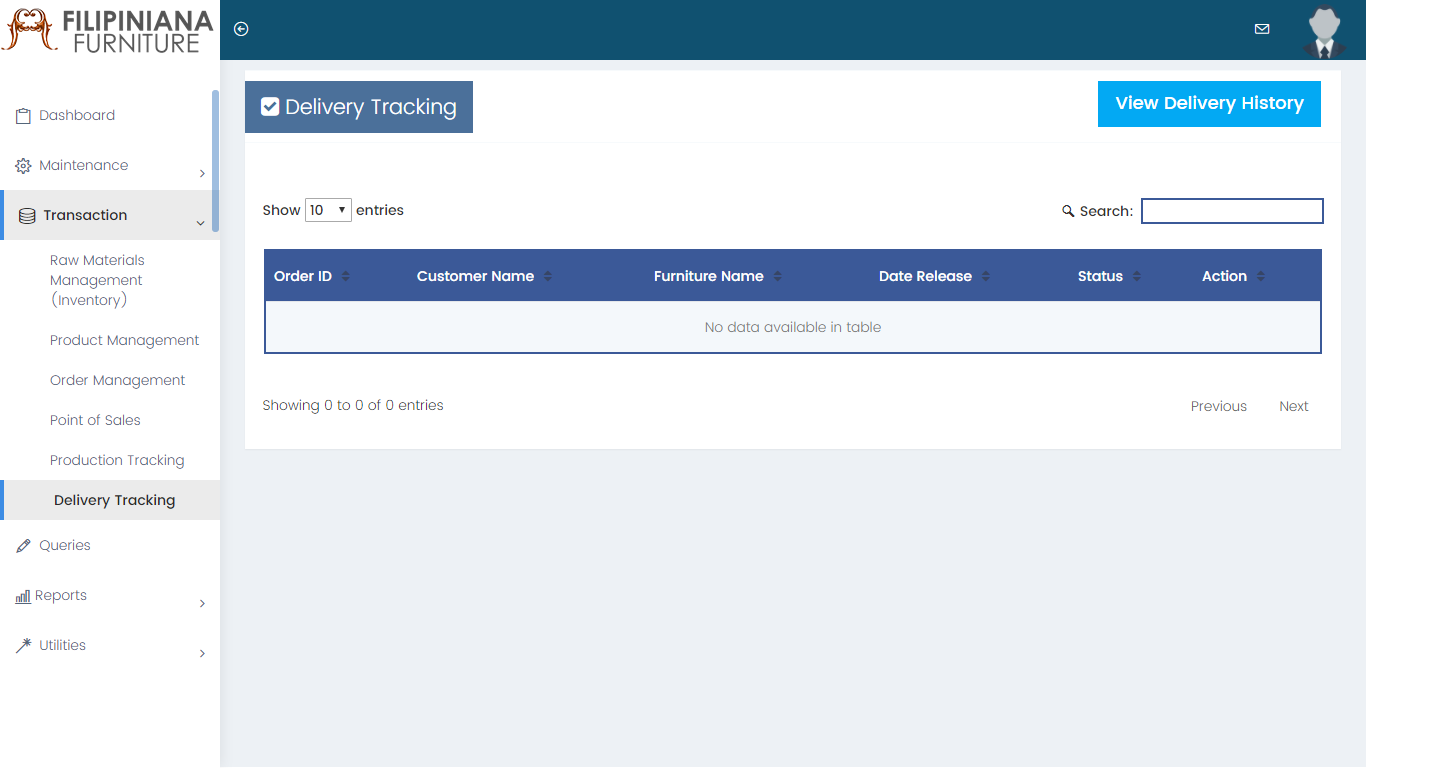 FILIPINIANA
FURNITURE
Dashboard
Maintenance
Transaction
Raw Materials
Management
(Inventory)
Product Management
Order Management
Point of Sales
Production Tracking
Delivery Tracking
Queries
Reports
Utilities
Delivery Tracking
View Delivery History
Show 10 entries
Search:
Order ID Customer Name Furniture Name Date Release Status Action
No data available in table
Showing 0 to 0 of 0 entries
Previous Next